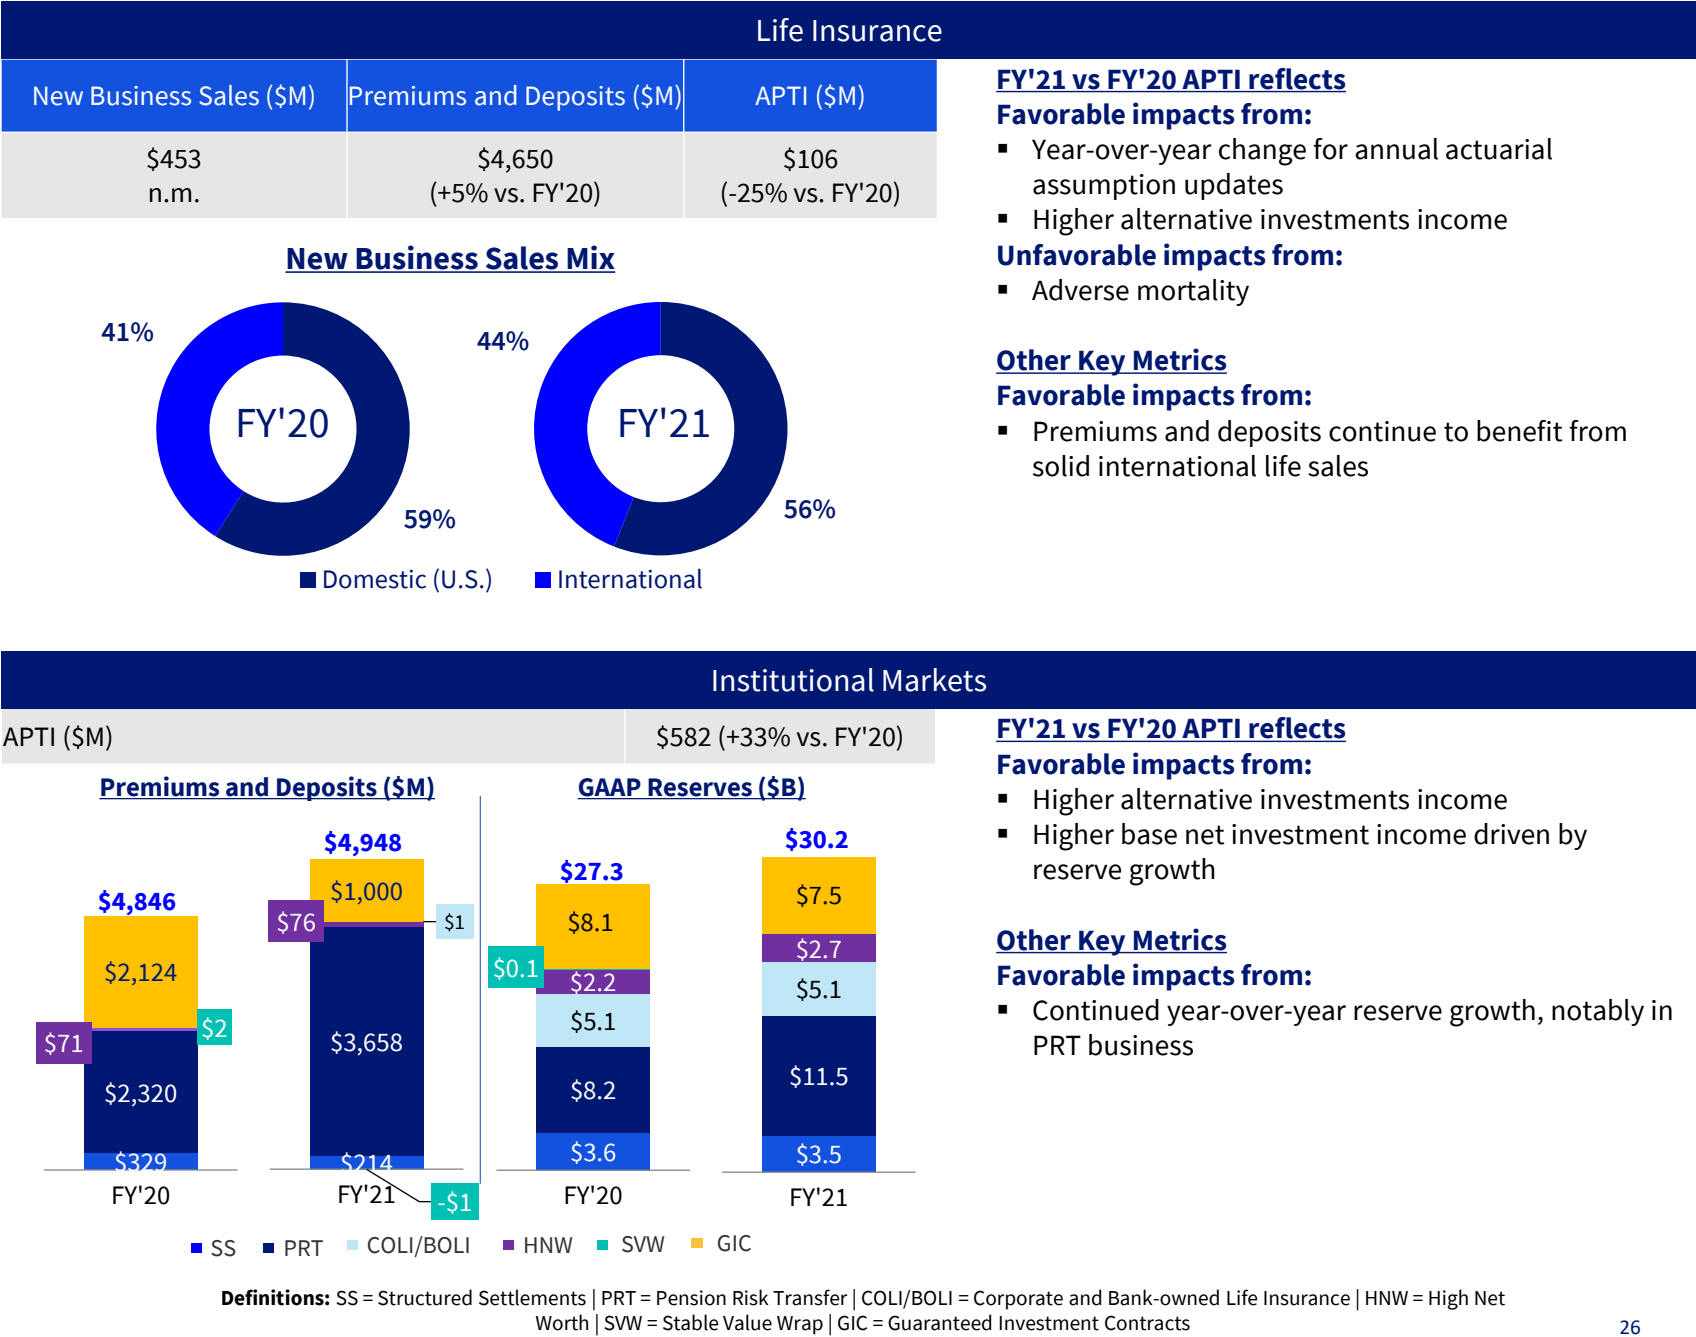 Life Insurance
New Business Sales ($M) Premiums and Deposits ($M) APTI ($M)
$453 $4,650 $106
n.m. (+5% vs. FY'20) (-25% vs. FY'20)
New Business Sales Mix
41%
FY'20
59%
44%
FY'21
56%
Domestic (U.S.) International
FY'21 vs FY'20 APTI reflects
Favorable impacts from:
▪ Year-over-year change for annual actuarial
assumption updates
▪ Higher alternative investments income
Unfavorable impacts from:
▪ Adverse mortality
Other Key Metrics
Favorable impacts from:
▪ Premiums and deposits continue to benefit from
solid international life sales
Institutional Markets
APTI ($M) $582 (+33% vs. FY'20)
Premiums and Deposits ($M)
$4,846
$2,124
$2
$71
$2,320
$329
FY'20
$4,948
$1,000
$76
$1
$3,658
$214
-$1
FY'21
GAAP Reserves ($B)
$27.3
$8.1
$0.1
$2.2
$5.1
$8.2
$3.6
FY'20
$30.2
$7.5
$2.7
$5.1
$11.5
$3.5
FY'21
SS PRT COLI/BOLI HNW SVW GIC
FY'21 vs FY'20 APTI reflects
Favorable impacts from:
▪ Higher alternative investments income
▪ Higher base net investment income driven by
reserve growth
Other Key Metrics
Favorable impacts from:
▪ Continued year-over-year reserve growth, notably in
PRT business
Definitions: SS = Structured Settlements | PRT = Pension Risk Transfer | COLI/BOLI = Corporate and Bank-owned Life Insurance | HNW = High Net
Worth | SVW = Stable Value Wrap | GIC = Guaranteed Investment Contracts
26